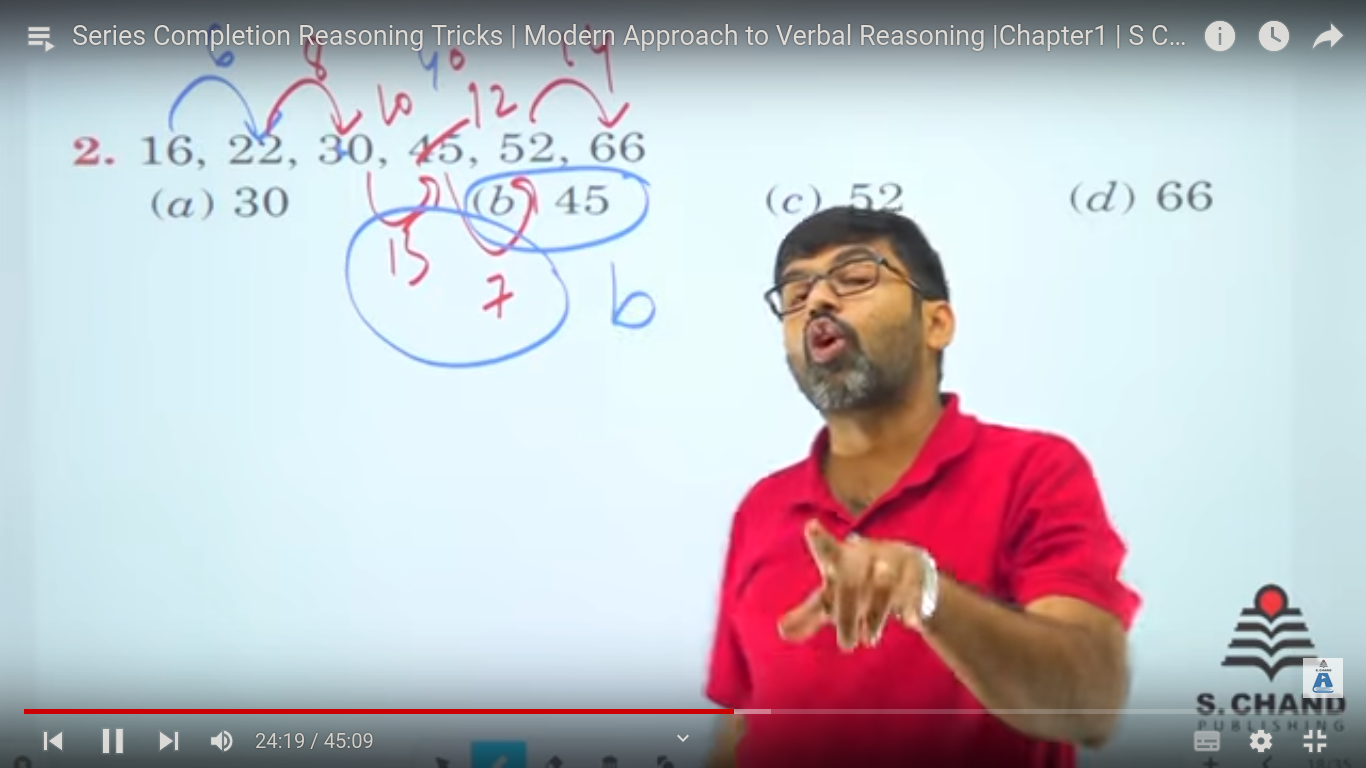 Series Completion Reasoning Tricks | Modern Approach to Verbal Reasoning |Chapter1 | S C...
6 8 40 14
10 12
2. 16, 22, 30, 45, 52, 66
(a) 30 (b) 45 (c) 52 (d) 66
15
7 b
S. CHAND
PUBLISHING
24:19 / 45:09